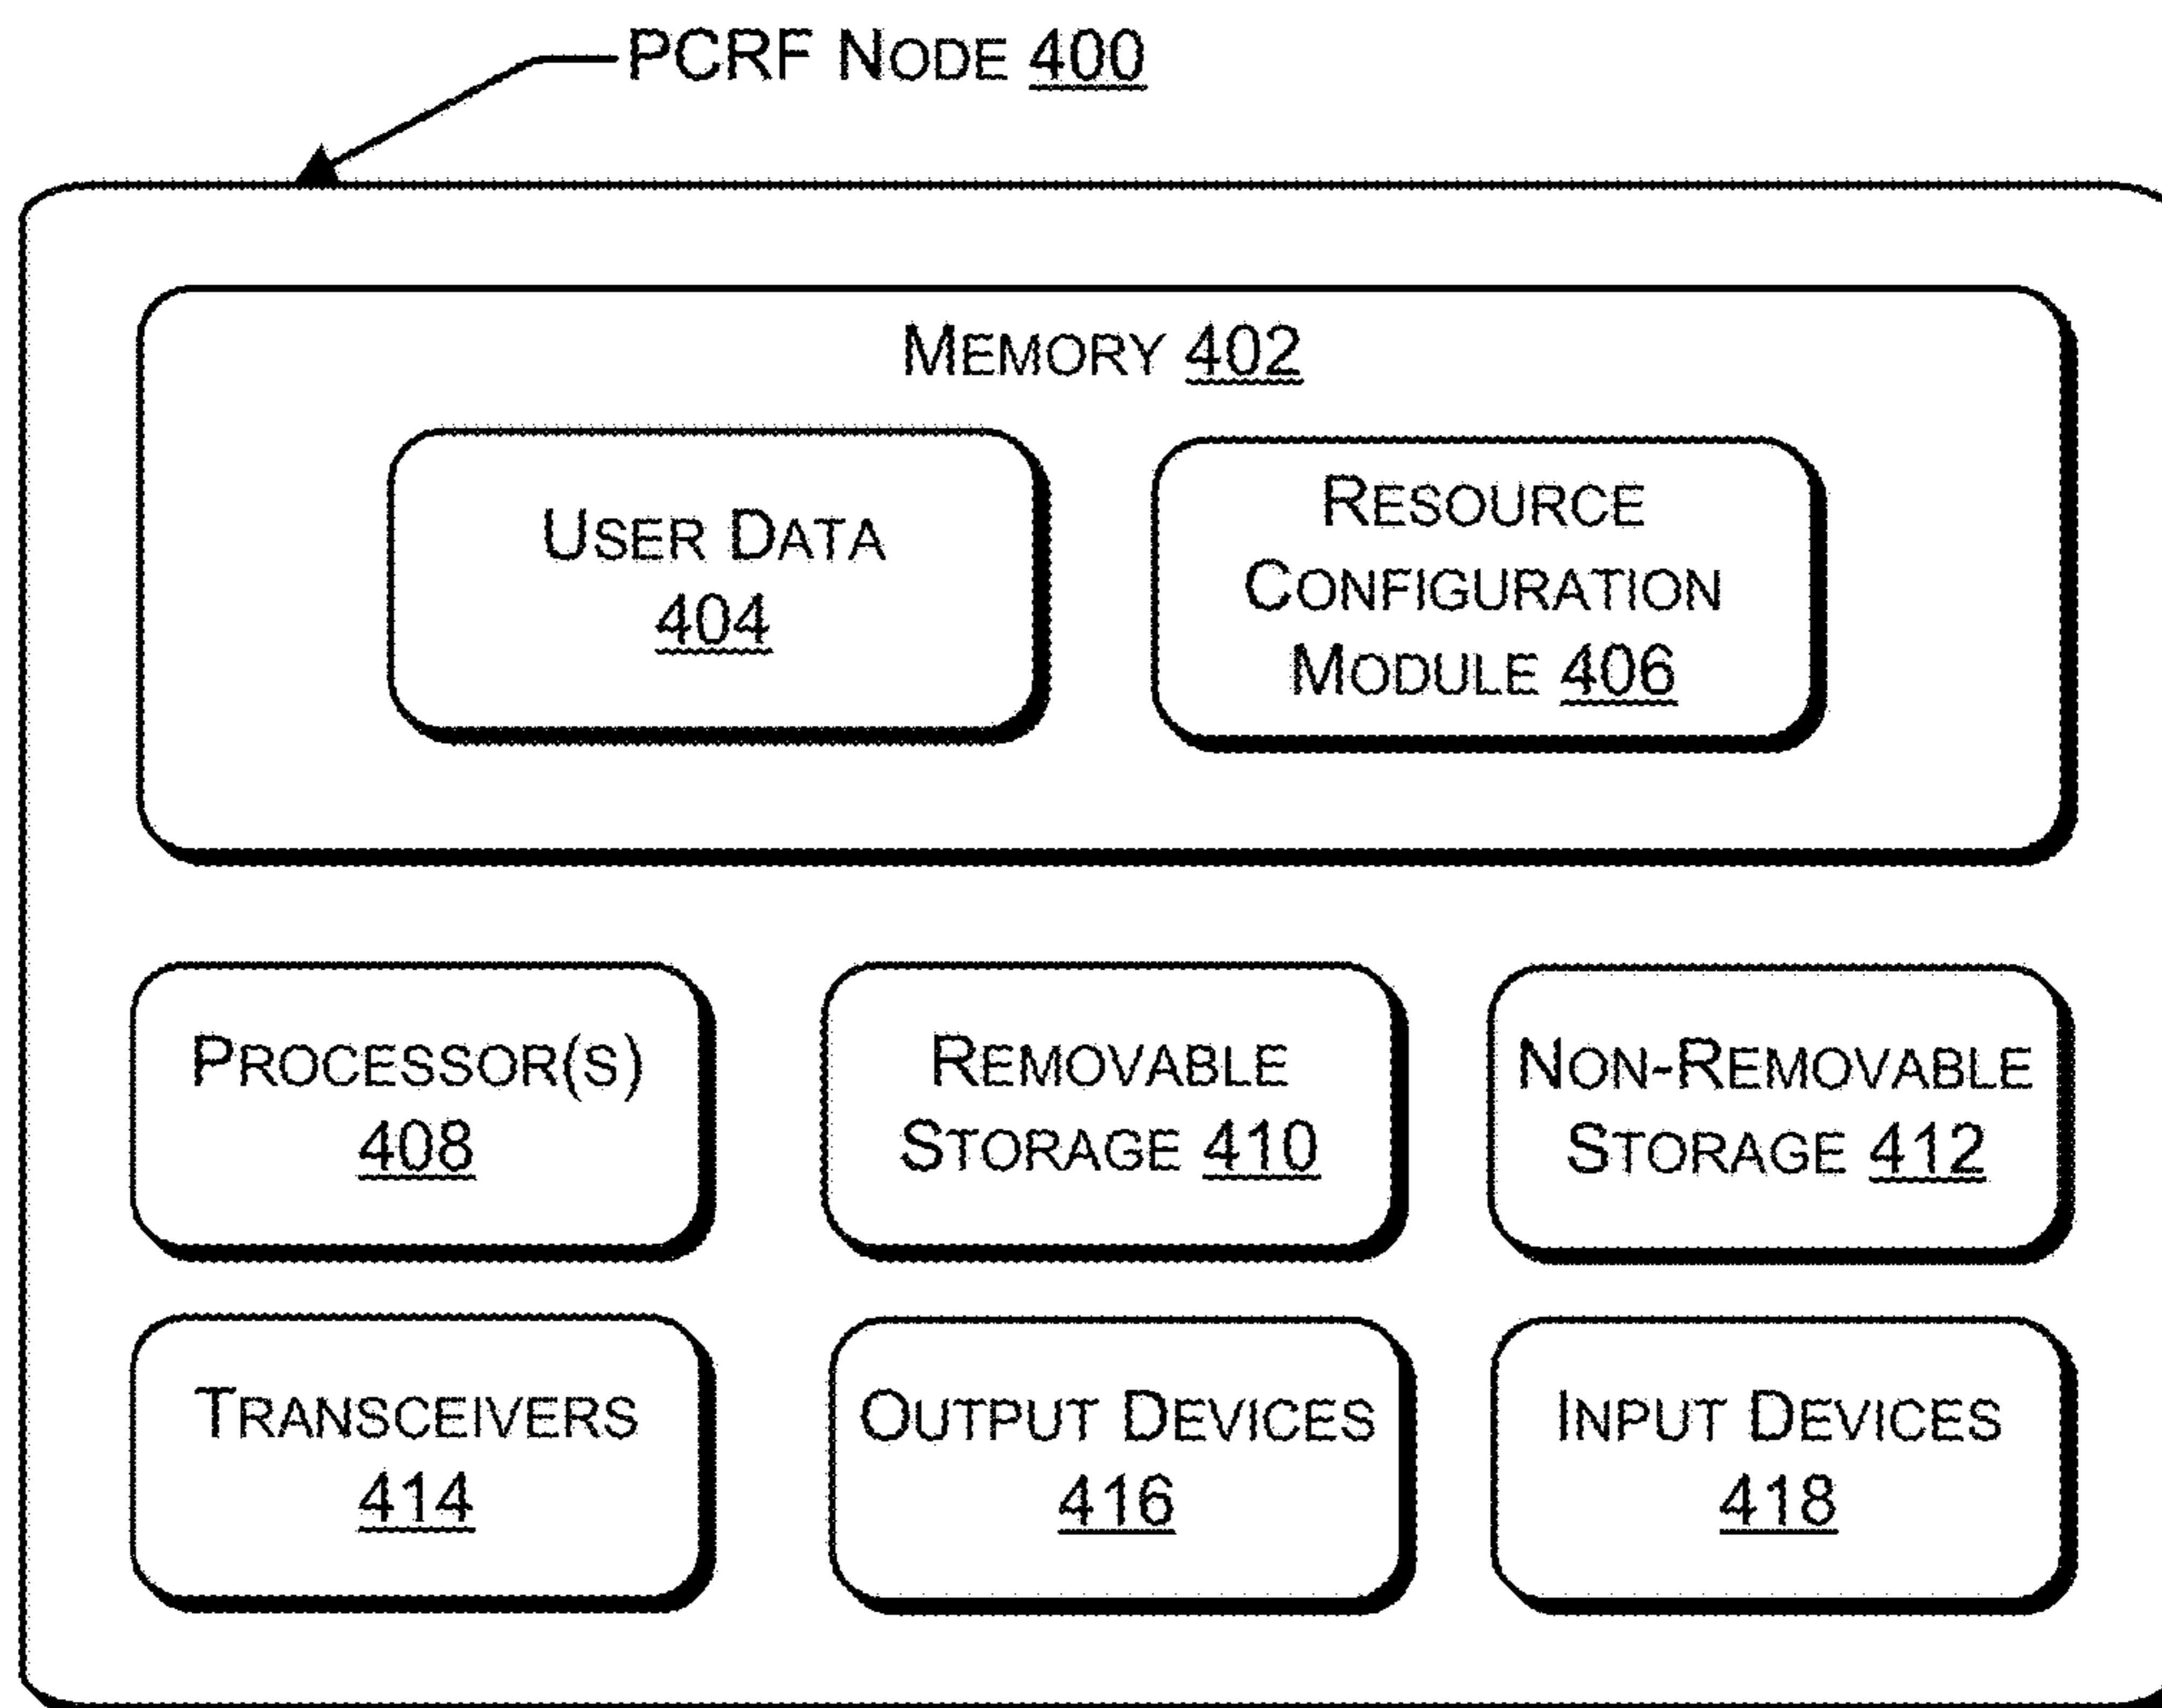 PCRF NODE 400
MEMORY 402
USER DATA
404
RESOURCE
CONFIGURATION
MODULE 406
PROCESSOR(S)
408
REMOVABLE
STORAGE 410
NON-REMOVABLE
STORAGE 412
TRANSCEIVERS
414
OUTPUT DEVICES
416
INPUT DEVICES
418